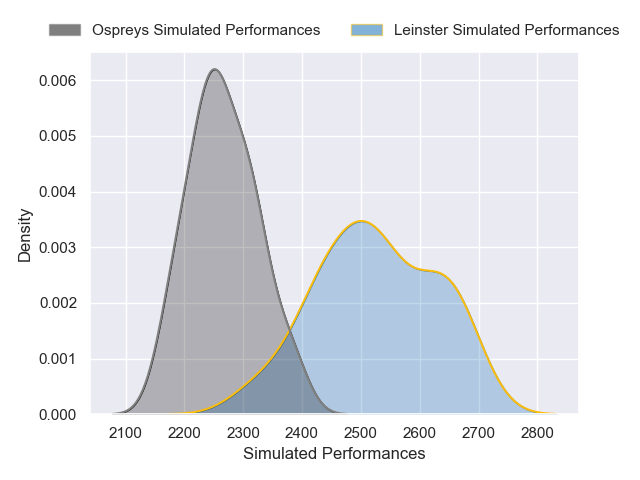 Ospreys Simulated Performances Leinster Simulated Performances
0.006
0.005
0.004
0.003
0.002
0.001
0.000
Density
2100 2200 2300 2400 2500 2600 2700 2800
Simulated Performances